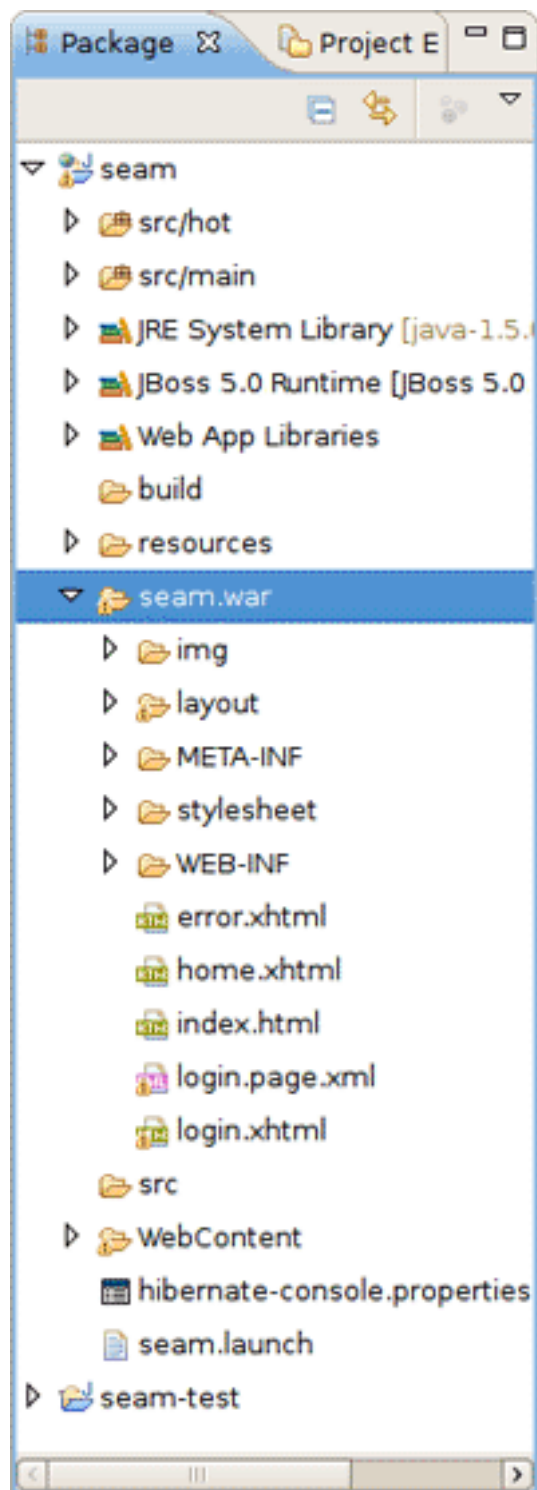 Package Project E
seam
src/hot
src/main
JRE System Library [java-1.5.
JBoss 5.0 Runtime [JBoss 5.0
Web App Libraries
build
resources
seam.war
img
layout
META-INF
stylesheet
WEB-INF
error.xhtml
home.xhtml
index.html
login.page.xml
login.xhtml
src
WebContent
hibernate-console.properties
seam.launch
seam-test